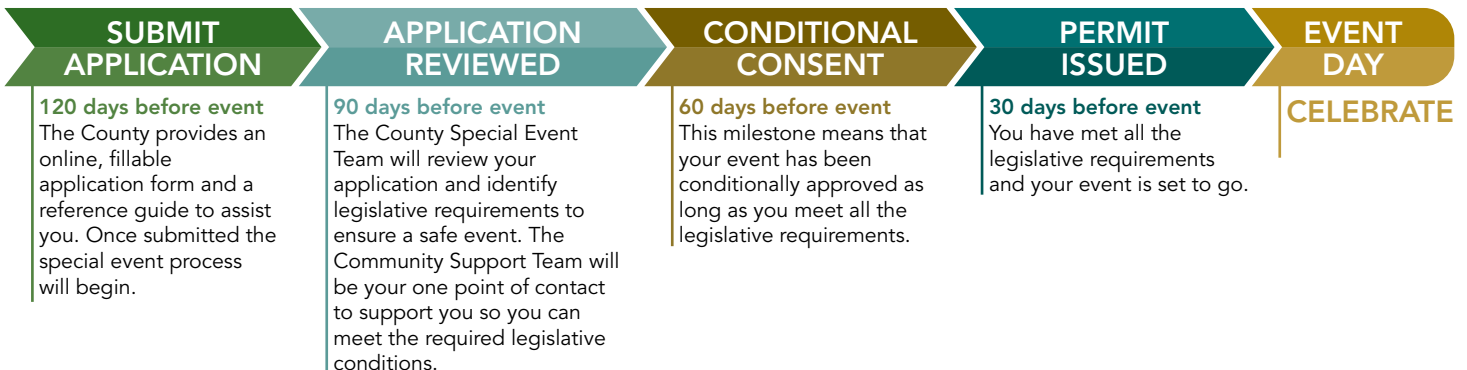 SUBMIT
APPLICATION
120 days before event
The County provides an
online, fillable
application form and a
reference guide to assist
you. Once submitted the
special event process
will begin.
APPLICATION
REVIEWED
90 days before event
The County Special Event
Team will review your
application and identify
legislative requirements to
ensure a safe event. The
Community Support Team will
be your one point of contact
to support you so you can
meet the required legislative
conditions.
CONDITIONAL
CONSENT
60 days before event
This milestone means that
your event has been
conditionally approved as
long as you meet all the
legislative requirements.
PERMIT
ISSUED
30 days before event
You have met all the
legislative requirements
and your event is set to go.
EVENT
DAY
CELEBRATE